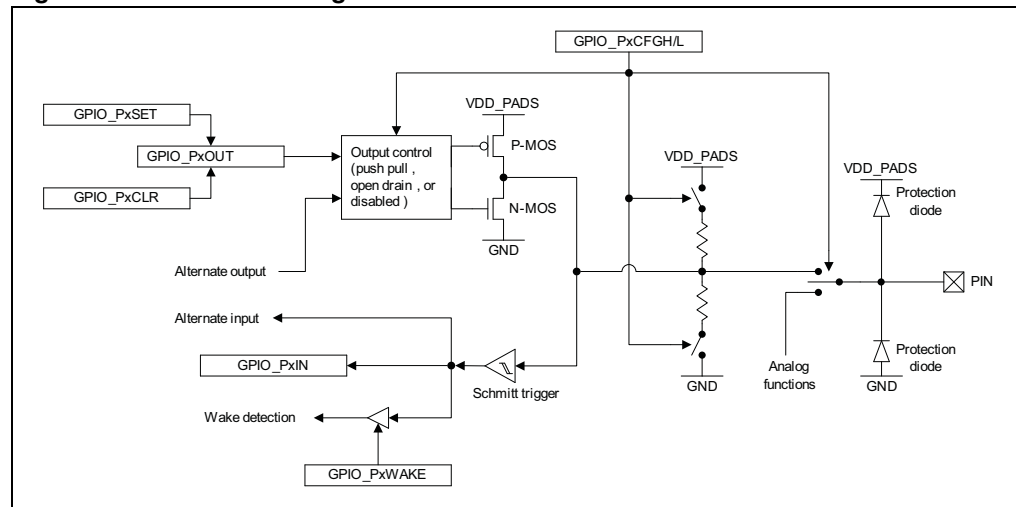 GPIO_PxCFGH/L
VDD_PADS
GPIO_PxSET
GPIO_PxOUT
GPIO_PxCLR
Output control
(push pull ,
open drain , or
disabled )
P-MOS
N-MOS
GND
VDD_PADS
VDD_PADS
Protection
diode
Alternate output
PIN
Alternate input
GPIO_PxIN
Schmitt trigger
Wake detection
GPIO_PxWAKE
GND
Analog
functions
Protection
diode
GND